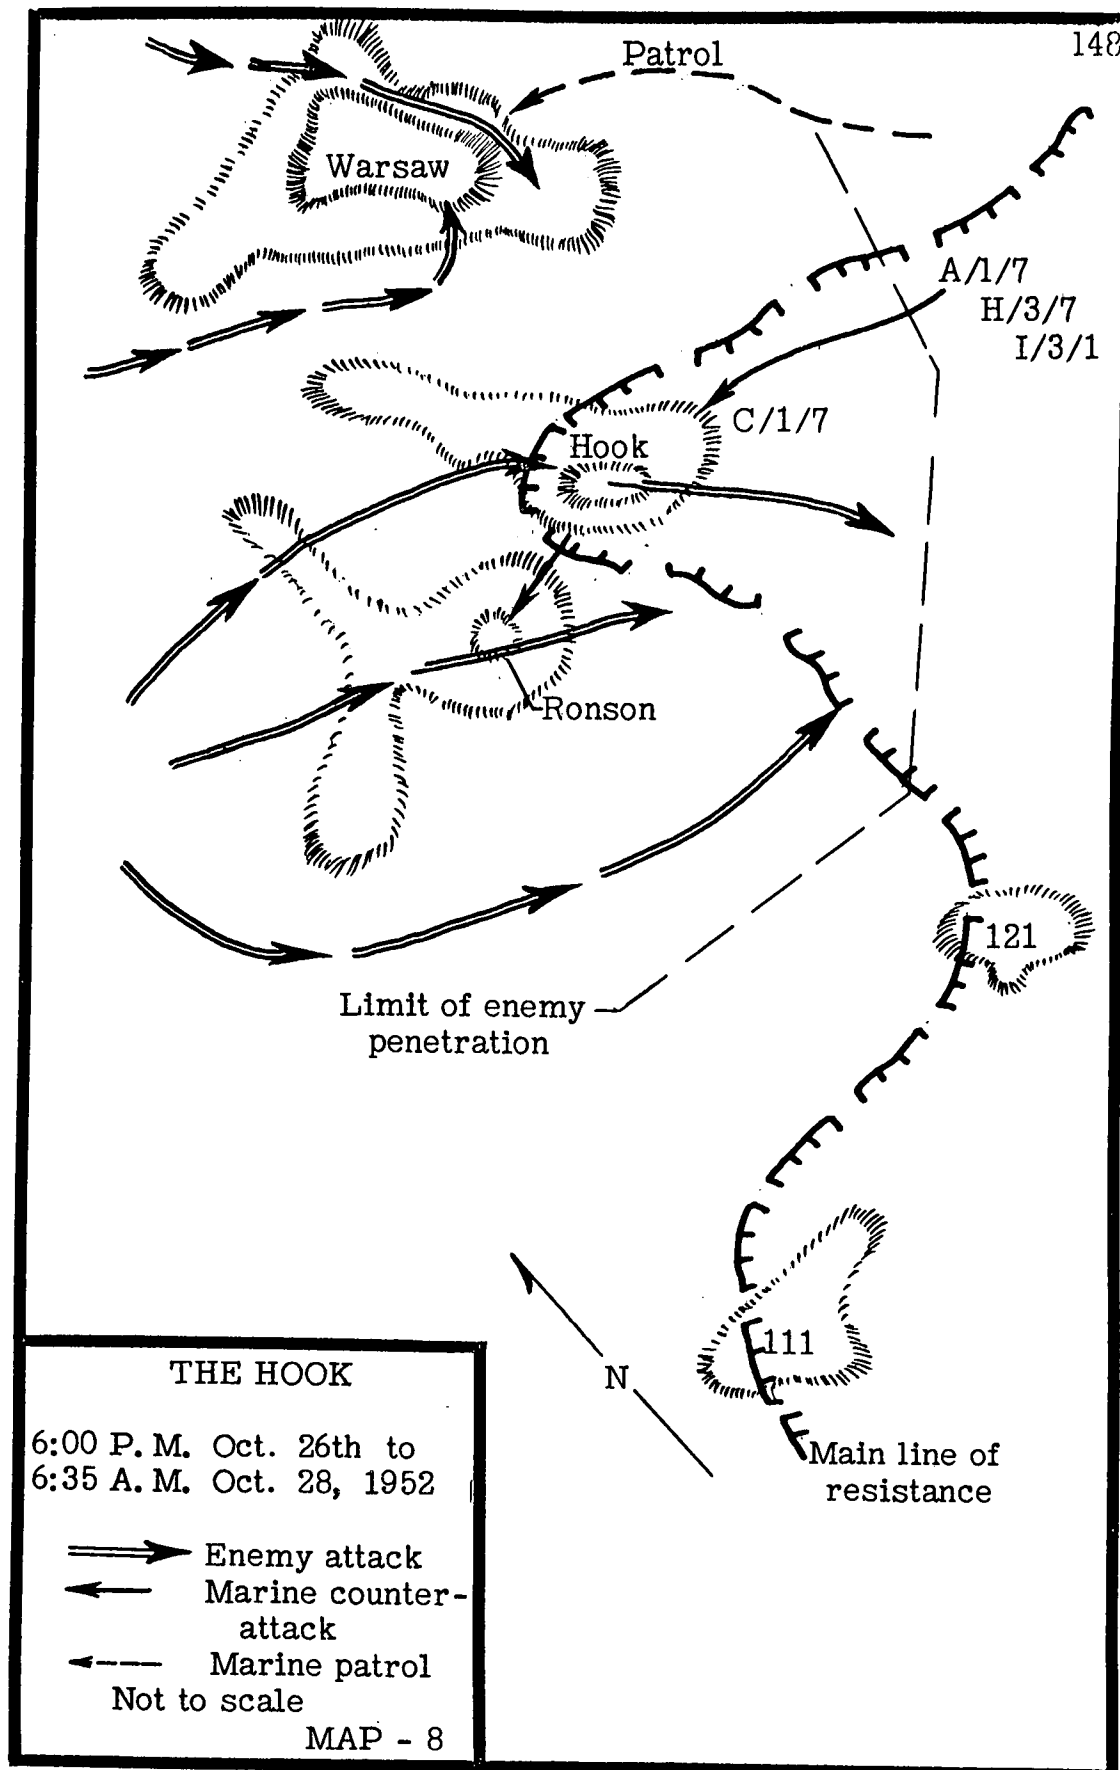 148
Patrol
Warsaw
A/1/7
H/3/7
I/3/1
C/1/7
Hook
Ronson
121
Limit of enemy
penetration
111
N
Main line of
resistance
THE HOOK
6:00 P.M. Oct. 26th to
6:35 A.M. Oct. 28, 1952
Enemy attack
Marine counter-
attack
Marine patrol
Not to scale
MAP - 8